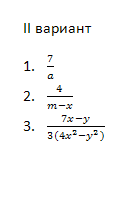 II вариант
1. 7/a
2. 4/(m−x)
3. (7x−y)/(3(4x²−y²))